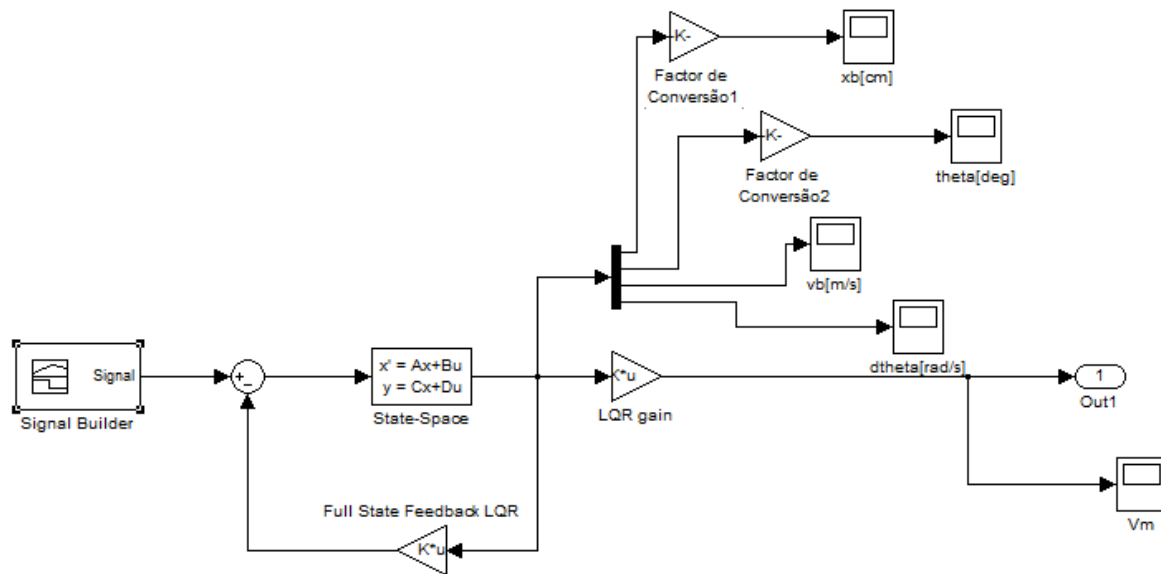 -K-
xb[cm]
Factor de
Conversão1
-K-
theta[deg]
Factor de
Conversão2
vb[m/s]
Signal
Signal Builder
+
−
x' = Ax+Bu
y = Cx+Du
State-Space
K*u
LQR gain
dtheta[rad/s]
1
Out1
Full State Feedback LQR
K*u
Vm